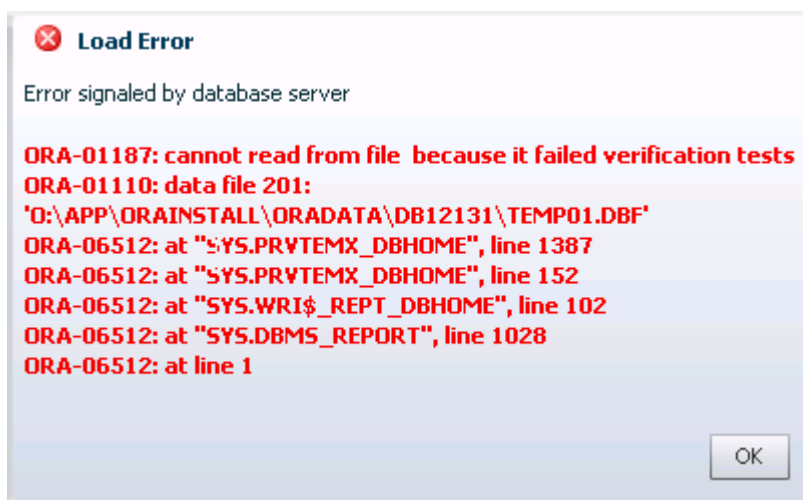 Load Error
Error signaled by database server
ORA-01187: cannot read from file because it failed verification tests
ORA-01110: data file 201:
'O:\APP\ORAINSTALL\ORADATA\DB12131\TEMP01.DBF'
ORA-06512: at "SYS.PRVTEMX_DBHOME", line 1387
ORA-06512: at "SYS.PRVTEMX_DBHOME", line 152
ORA-06512: at "SYS.WRI$_REPT_DBHOME", line 102
ORA-06512: at "SYS.DBMS_REPORT", line 1028
ORA-06512: at line 1
OK